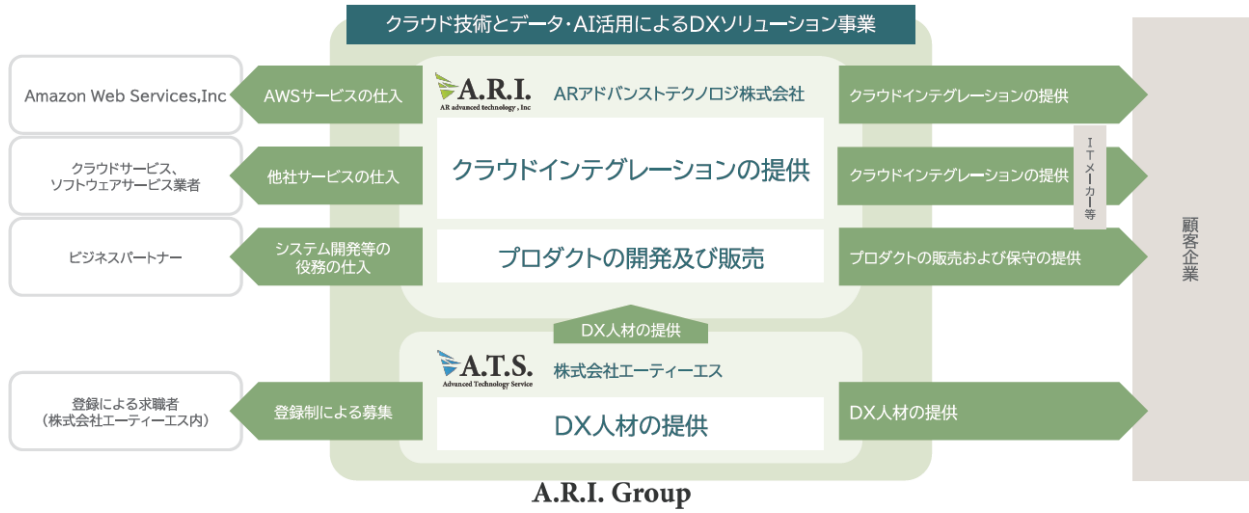 クラウド技術とデータ・AI活用によるDXソリューション事業
Amazon Web Services,Inc
AWSサービスの仕入
A.R.I.
AR advanced technology , Inc
ARアドバンストテクノロジ株式会社
クラウドインテグレーションの提供
クラウドサービス、
ソフトウェアサービス業者
他社サービスの仕入
クラウドインテグレーションの提供
クラウドインテグレーションの提供
ITメーカー等
ビジネスパートナー
システム開発等の
役務の仕入
プロダクトの開発及び販売
プロダクトの販売および保守の提供
顧客企業
DX人材の提供
A.T.S.
Advanced Technology Service
株式会社エーティーエス
登録による求職者
（株式会社エーティーエス内）
登録制による募集
DX人材の提供
DX人材の提供
A.R.I. Group